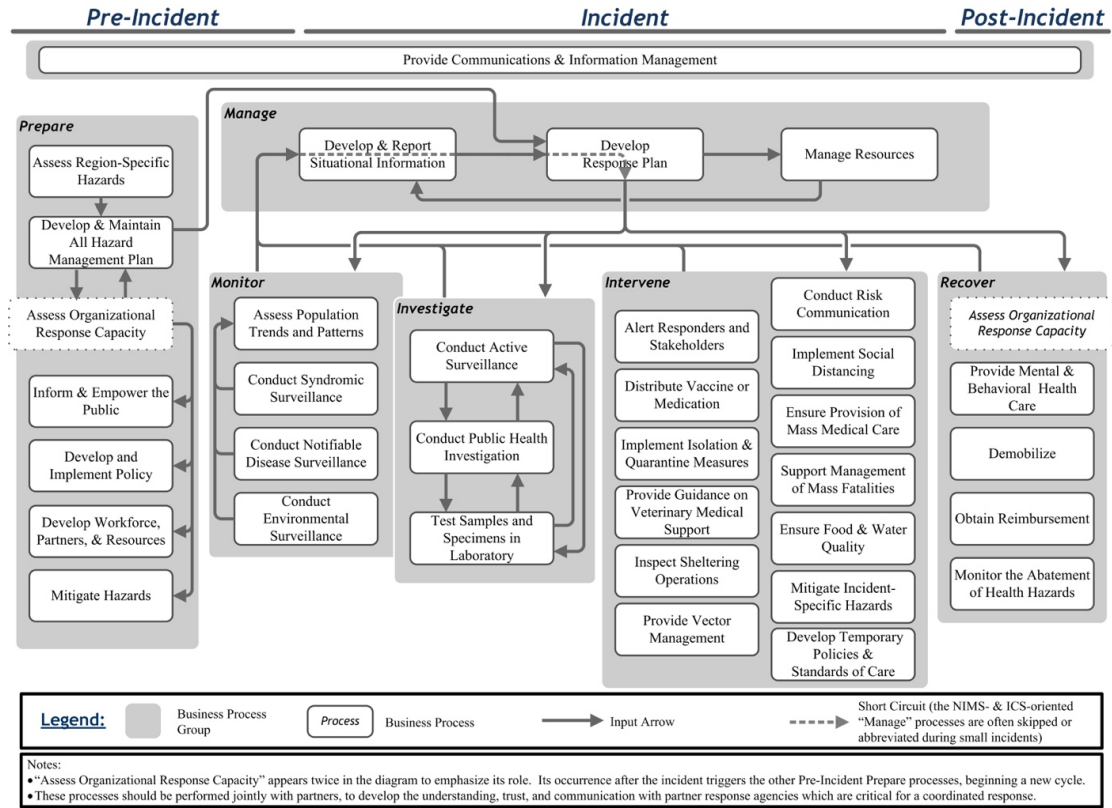 Pre-Incident
Incident
Post-Incident
Provide Communications & Information Management
Prepare
Assess Region-Specific
Hazards
Develop & Maintain
All Hazard
Management Plan
Assess Organizational
Response Capacity
Inform & Empower the
Public
Develop and
Implement Policy
Develop Workforce,
Partners, & Resources
Mitigate Hazards
Manage
Develop & Report
Situational Information
Develop
Response Plan
Manage Resources
Monitor
Assess Population
Trends and Patterns
Conduct Syndromic
Surveillance
Conduct Notifiable
Disease Surveillance
Conduct
Environmental
Surveillance
Investigate
Conduct Active
Surveillance
Conduct Public Health
Investigation
Test Samples and
Specimens in
Laboratory
Intervene
Alert Responders and
Stakeholders
Distribute Vaccine or
Medication
Implement Isolation &
Quarantine Measures
Provide Guidance on
Veterinary Medical
Support
Inspect Sheltering
Operations
Provide Vector
Management
Conduct Risk
Communication
Implement Social
Distancing
Ensure Provision of
Mass Medical Care
Support Management
of Mass Fatalities
Ensure Food & Water
Quality
Mitigate Incident-
Specific Hazards
Develop Temporary
Policies &
Standards of Care
Recover
Assess Organizational
Response Capacity
Provide Mental &
Behavioral Health
Care
Demobilize
Obtain Reimbursement
Monitor the Abatement
of Health Hazards
Legend:
Business Process
Group
Process
Business Process
Input Arrow
Short Circuit (the NIMS- & ICS-oriented
“Manage” processes are often skipped or
abbreviated during small incidents)
Notes:
•“Assess Organizational Response Capacity” appears twice in the diagram to emphasize its role. Its occurrence after the incident triggers the other Pre-Incident Prepare processes, beginning a new cycle.
•These processes should be performed jointly with partners, to develop the understanding, trust, and communication with partner response agencies which are critical for a coordinated response.